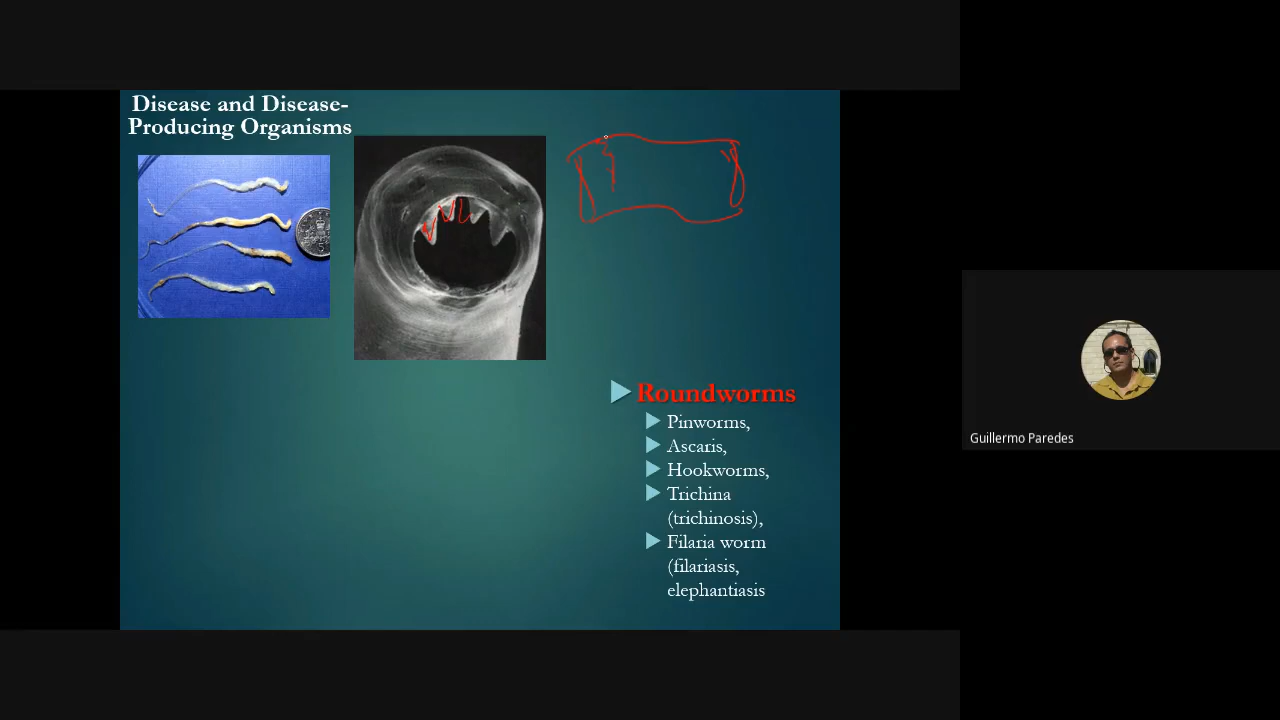 Disease and Disease-
Producing Organisms
Roundworms
Pinworms,
Ascaris,
Hookworms,
Trichina
(trichinosis),
Filaria worm
(filariasis,
elephantiasis
Guillermo Paredes